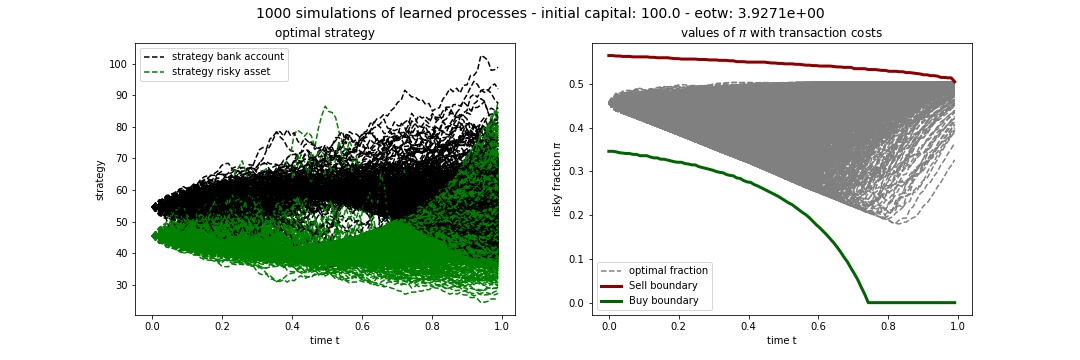 1000 simulations of learned processes - initial capital: 100.0 - eotw: 3.9271e+00
optimal strategy
strategy bank account
strategy risky asset
strategy
100
90
80
70
60
50
40
30
0.0 0.2 0.4 0.6 0.8 1.0
time t
values of π with transaction costs
risky fraction π
0.5
0.4
0.3
0.2
0.1
0.0
optimal fraction
Sell boundary
Buy boundary
0.0 0.2 0.4 0.6 0.8 1.0
time t